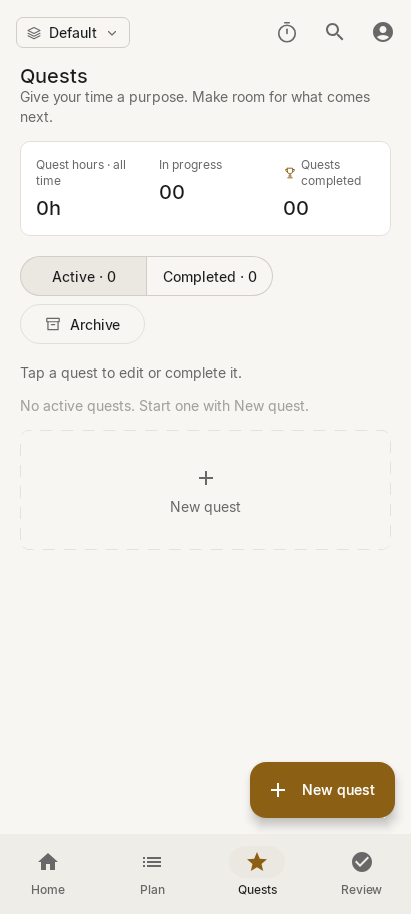 Default
Quests
Give your time a purpose. Make room for what comes
next.
Quest hours · all
time
0h
In progress
00
Quests
completed
00
Active · 0
Completed · 0
Archive
Tap a quest to edit or complete it.
No active quests. Start one with New quest.
New quest
New quest
Home
Plan
Quests
Review